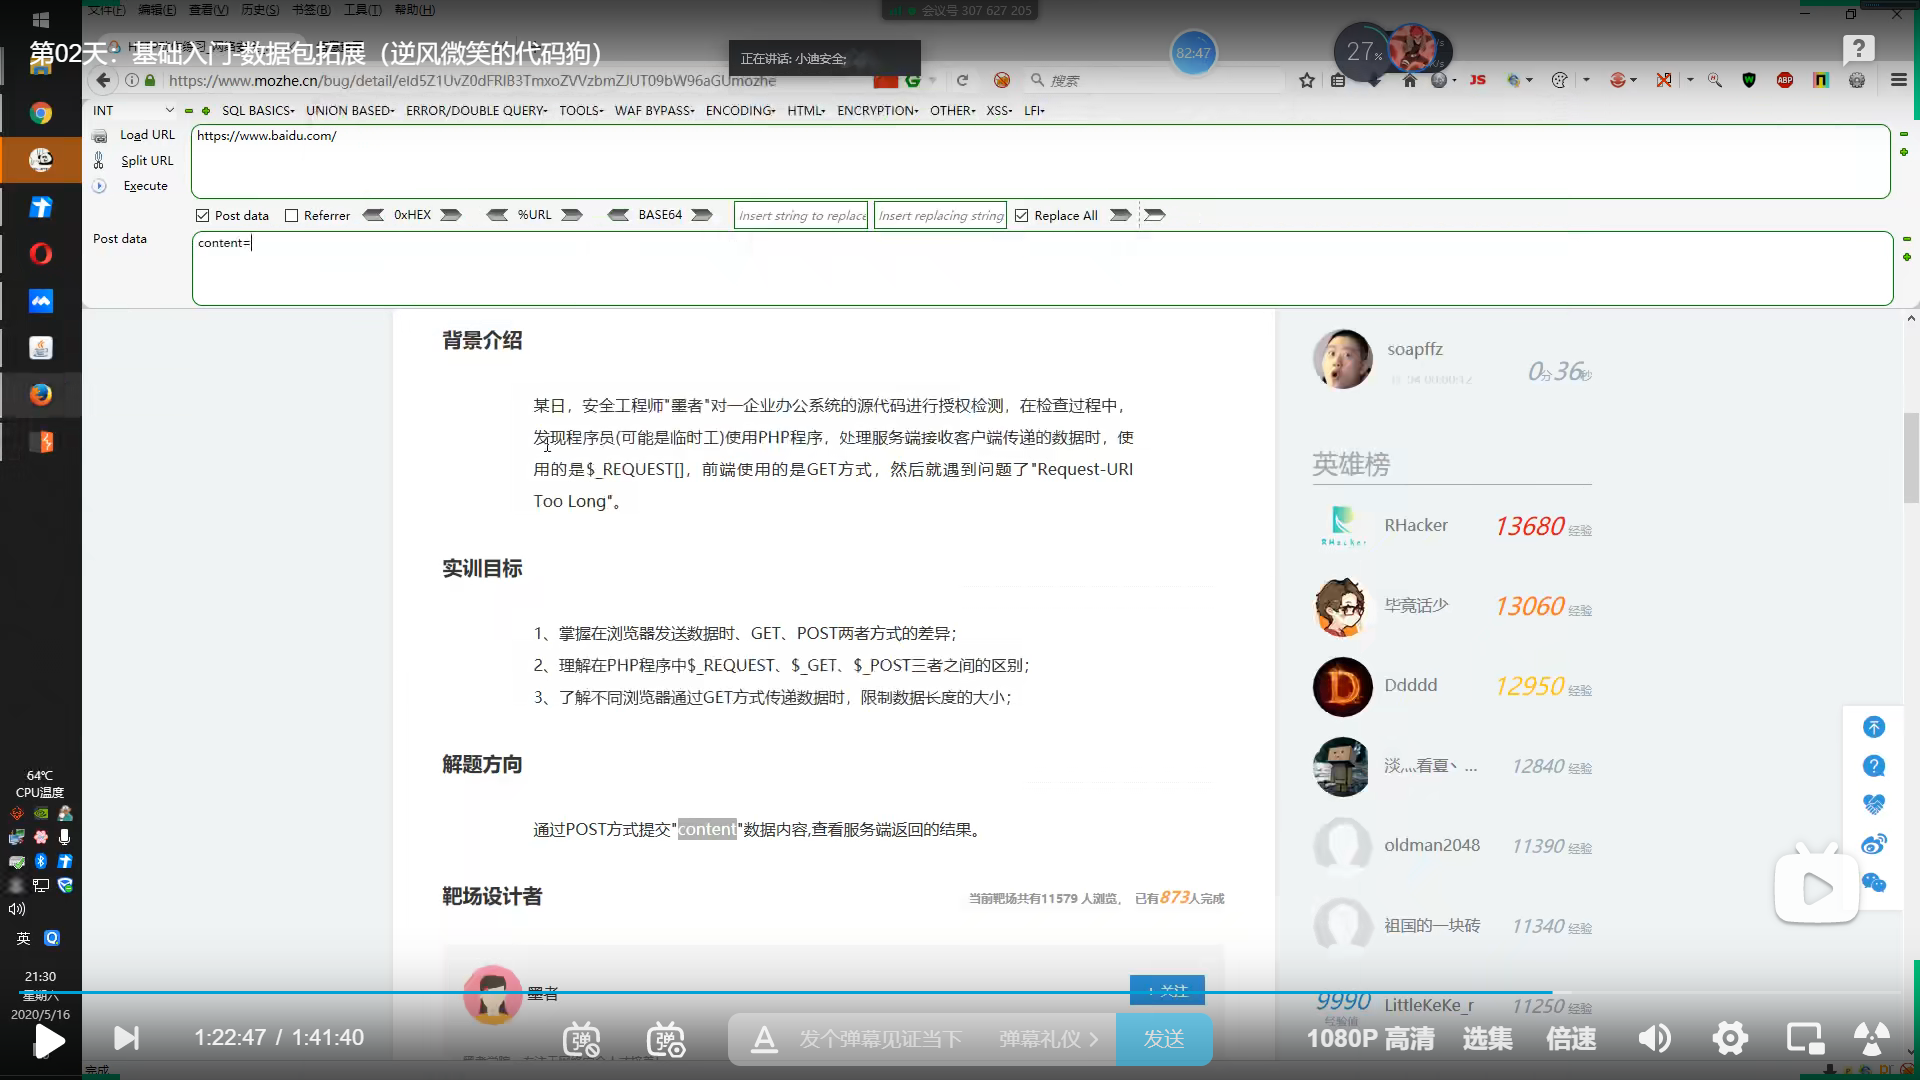 文件(F) 编辑(E) 查看(V) 历史(S) 书签(B) 工具(T) 帮助(H)
会议号 307 627 205
第02天：基础入门-数据包拓展（逆风微笑的代码狗）
正在讲话: 小迪安全;
82:47
27%
https://www.mozhe.cn/bug/detail/
搜索
INT
SQL BASICS UNION BASED ERROR/DOUBLE QUERY TOOLS WAF BYPASS ENCODING HTML ENCRYPTION OTHER XSS LFI
Load URL
https://www.baidu.com/
Split URL
Execute
Post data Referrer 0xHEX %URL BASE64 Insert string to replace Insert replacing string Replace All
Post data
content=
背景介绍
某日，安全工程师"墨者"对一企业办公系统的源代码进行授权检测，在检查过程中，
发现程序员(可能是临时工)使用PHP程序，处理服务端接收客户端传递的数据时，使
用的是$_REQUEST[]，前端使用的是GET方式，然后就遇到问题了"Request-URI
Too Long"。
实训目标
1、掌握在浏览器发送数据时、GET、POST两者方式的差异；
2、理解在PHP程序中$_REQUEST、$_GET、$_POST三者之间的区别；
3、了解不同浏览器通过GET方式传递数据时，限制数据长度的大小；
解题方向
通过POST方式提交"content"数据内容,查看服务端返回的结果。
靶场设计者
当前靶场共有11579 人浏览， 已有873人完成
墨者
+ 关注
soapffz
0分36秒
英雄榜
RHacker 13680 经验
毕竟话少 13060 经验
Ddddd 12950 经验
淡灬看夏丶... 12840 经验
oldman2048 11390 经验
祖国的一块砖 11340 经验
LittleKeKe_r 11250 经验
9990
经验值
64℃
CPU温度
英
21:30
星期六
2020/5/16
1:22:47 / 1:41:40
弹
弹
发个弹幕见证当下
弹幕礼仪 >
发送
1080P 高清
选集
倍速
完成